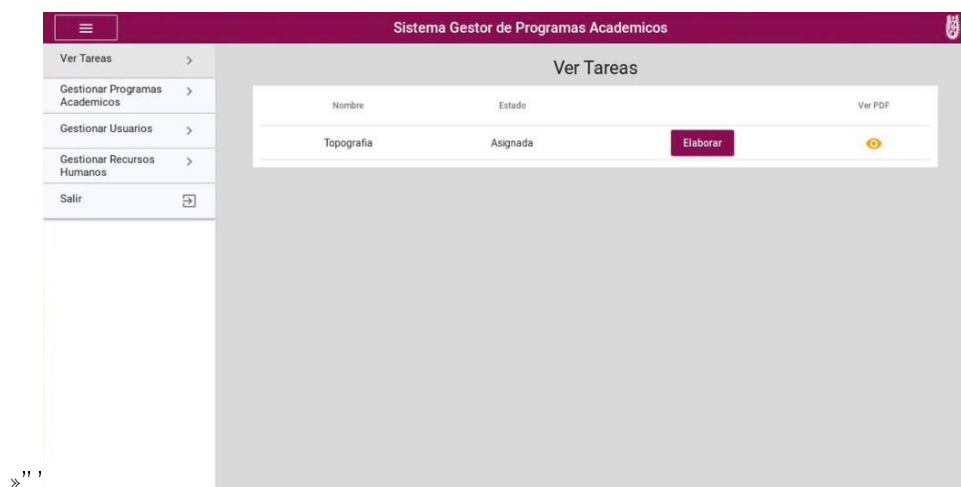 Sistema Gestor de Programas Academicos
Ver Tareas
Gestionar Programas
Academicos
Gestionar Usuarios
Gestionar Recursos
Humanos
Salir
Ver Tareas
Nombre Estado Ver PDF
Topografia Asignada Elaborar
»” ’